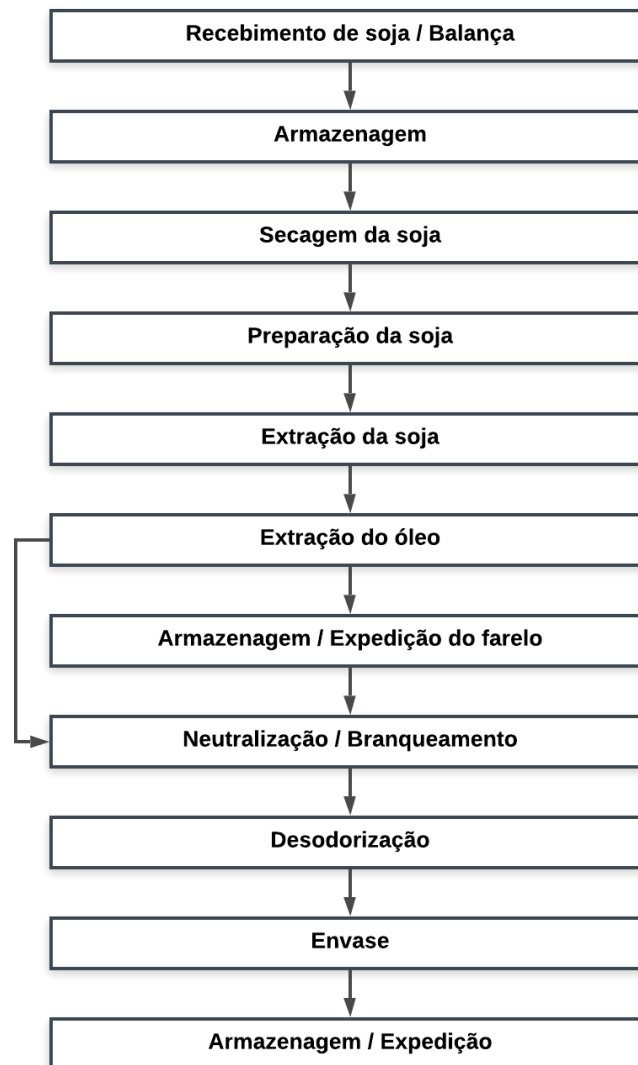 Recebimento de soja / Balança
Armazenagem
Secagem da soja
Preparação da soja
Extração da soja
Extração do óleo
Armazenagem / Expedição do farelo
Neutralização / Branqueamento
Desodorização
Envase
Armazenagem / Expedição